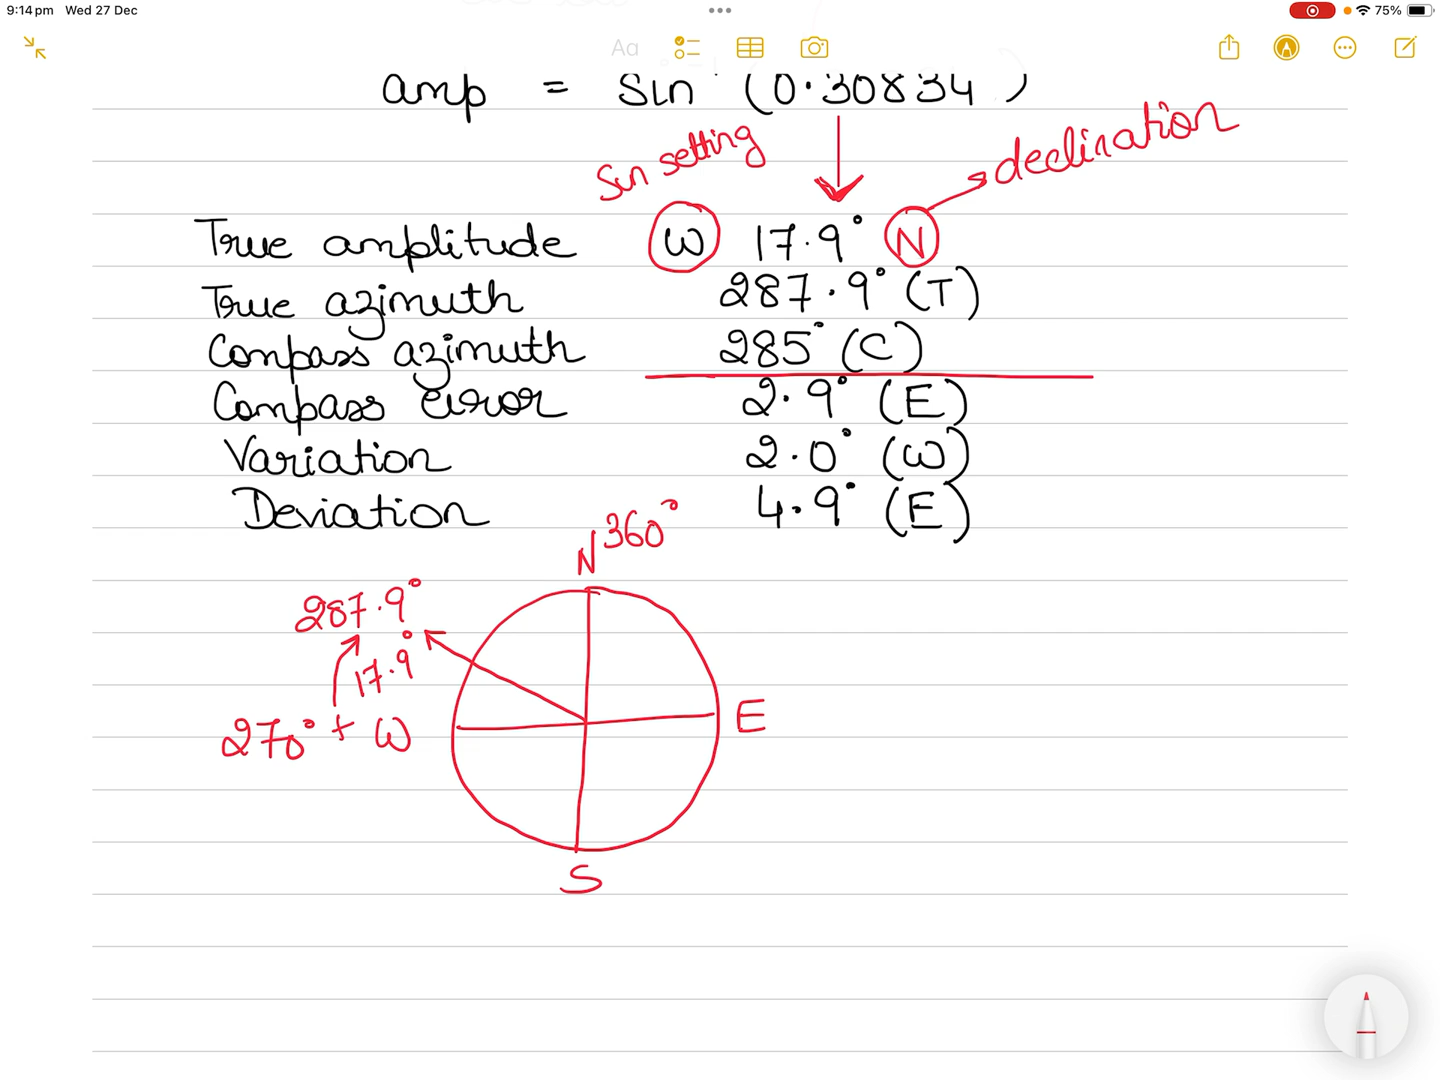 9:14 pm Wed 27 Dec 75%
Aa
amp = Sin⁻¹ (0.30834)
Sun setting
declination
True amplitude W 17.9° N
True azimuth 287.9° (T)
Compass azimuth 285° (C)
Compass error 2.9° (E)
Variation 2.0° (W)
Deviation 4.9° (E)
N 360°
287.9°
17.9°
270° + W
E
S